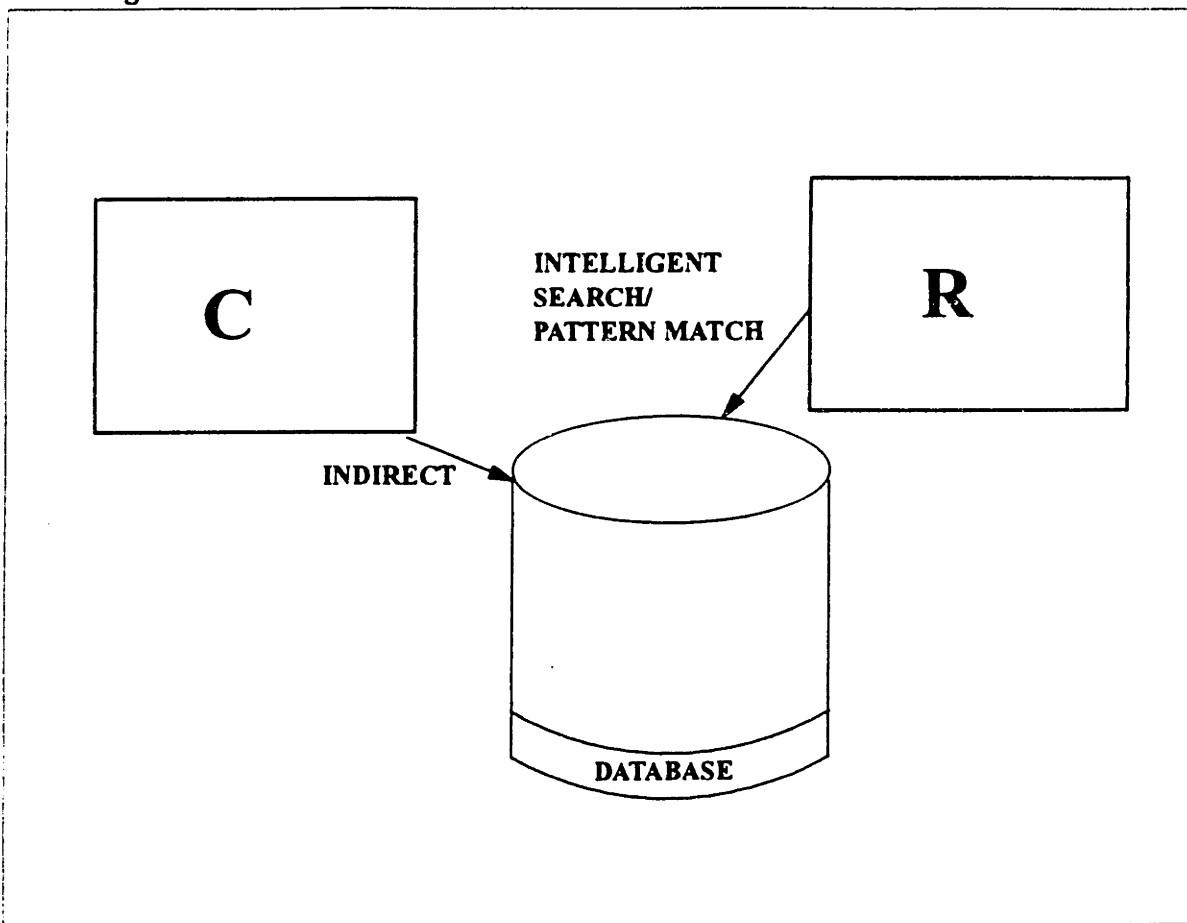 C
INTELLIGENT
SEARCH/
PATTERN MATCH
R
INDIRECT
DATABASE